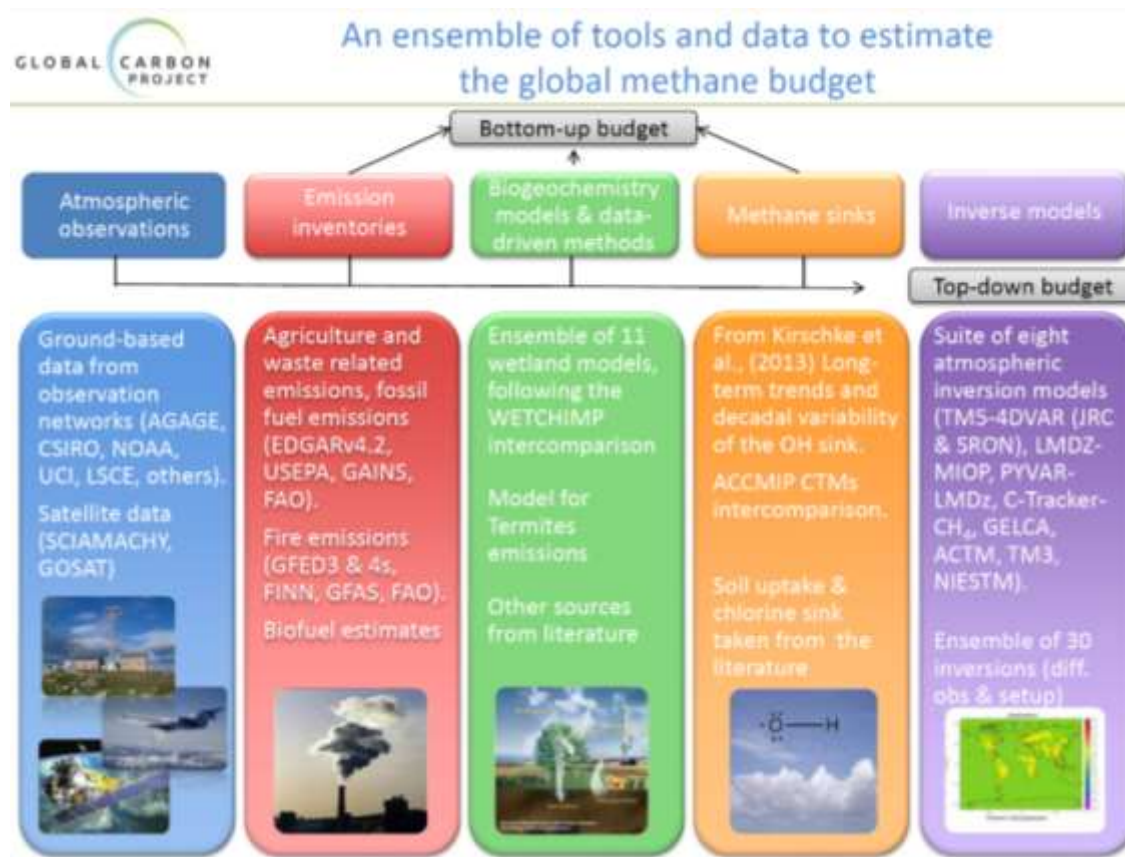 GLOBAL CARBON
PROJECT
An ensemble of tools and data to estimate
the global methane budget
Bottom-up budget
Atmospheric
observations
Emission
inventories
Biogeochemistry
models & data-
driven methods
Methane sinks
Inverse models
Top-down budget
Ground-based
data from
observation
networks (AGAGE,
CSIRO, NOAA,
UCI, LSCE, others).
Satellite data
(SCIAMACHY,
GOSAT)
Agriculture and
waste related
emissions, fossil
fuel emissions
(EDGARv4.2,
USEPA, GAINS,
FAO).
Fire emissions
(GFED3 & 4s,
FINN, GFAS, FAO).
Biofuel estimates
Ensemble of 11
wetland models,
following the
WETCHIMP
intercomparison
Model for
Termites
emissions
Other sources
from literature
From Kirschke et
al., (2013) Long-
term trends and
decadal variability
of the OH sink.
ACCMIP CTMs
intercomparison.
Soil uptake &
chlorine sink
taken from the
literature
O H
Suite of eight
atmospheric
inversion models
(TM5-4DVAR (JRC
& SRON), LMDZ-
MIOP, PYVAR-
LMDz, C-Tracker-
CH₄, GELCA,
ACTM, TM3,
NIESTM).
Ensemble of 30
inversions (diff.
obs & setup)